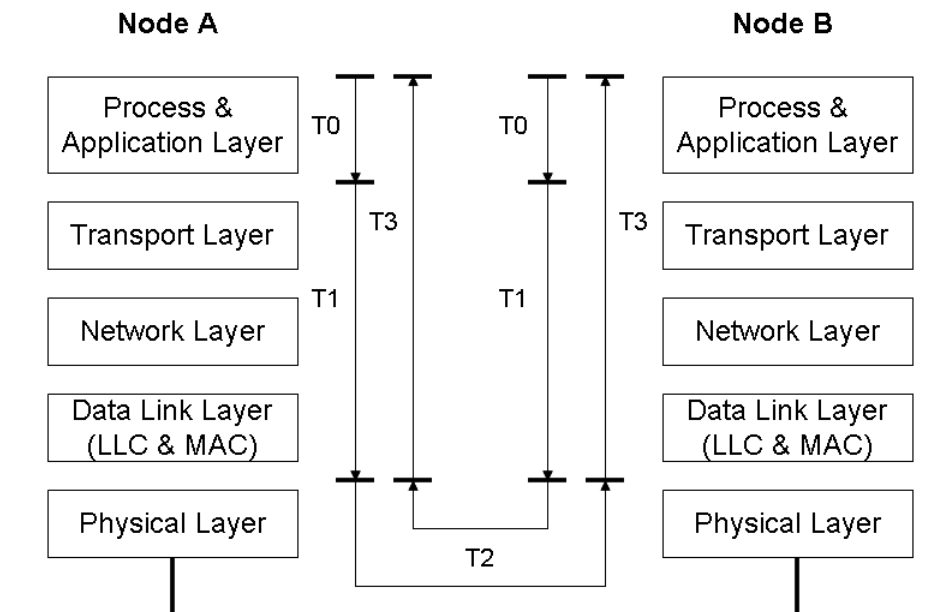 Node A
Node B
Process &
Application Layer
T0
T0
Process &
Application Layer
Transport Layer
T3
T3
Transport Layer
T1
T1
Network Layer
Network Layer
Data Link Layer
(LLC & MAC)
Data Link Layer
(LLC & MAC)
Physical Layer
Physical Layer
T2